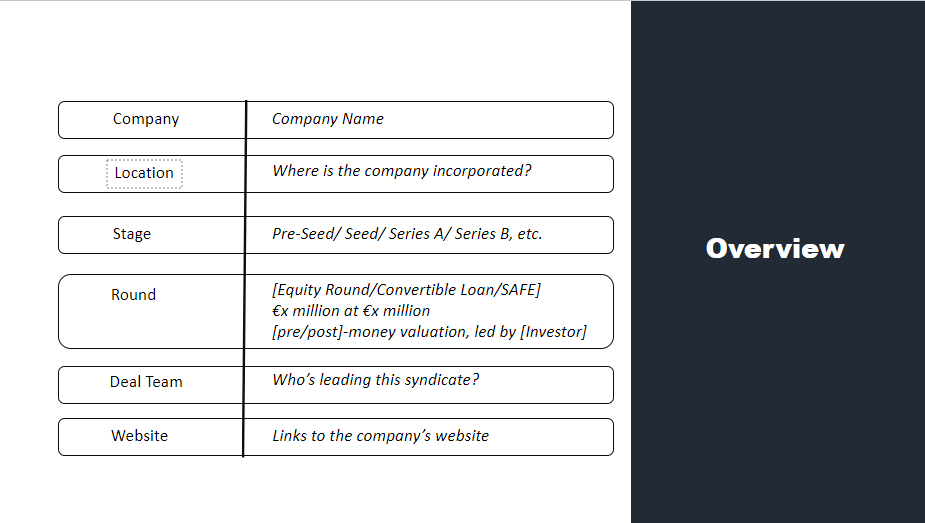 Company
Company Name
Location
Where is the company incorporated?
Stage
Pre-Seed/ Seed/ Series A/ Series B, etc.
Round
[Equity Round/Convertible Loan/SAFE]
€x million at €x million
[pre/post]-money valuation, led by [Investor]
Deal Team
Who’s leading this syndicate?
Website
Links to the company’s website
Overview